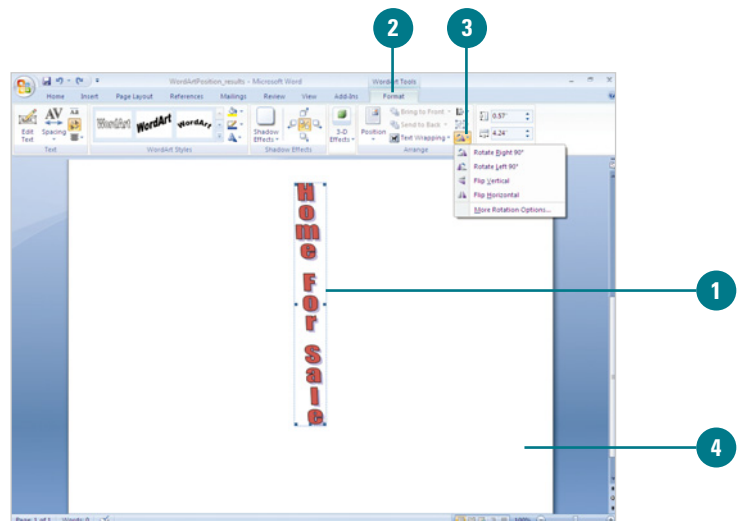 2 3
WordArtPosition_results - Microsoft Word WordArt Tools
Home Insert Page Layout References Mailings Review View Add-Ins Format
Edit Text
Spacing
WordArt WordArt WordArt
Shadow Effects
3-D Effects
Position
Bring to Front
Send to Back
Text Wrapping
0.57"
4.24"
Text WordArt Styles Shadow Effects Arrange
Rotate Right 90°
Rotate Left 90°
Flip Vertical
Flip Horizontal
More Rotation Options...
Home For Sale
1
4
Page: 1 of 1 Words: 0 100%